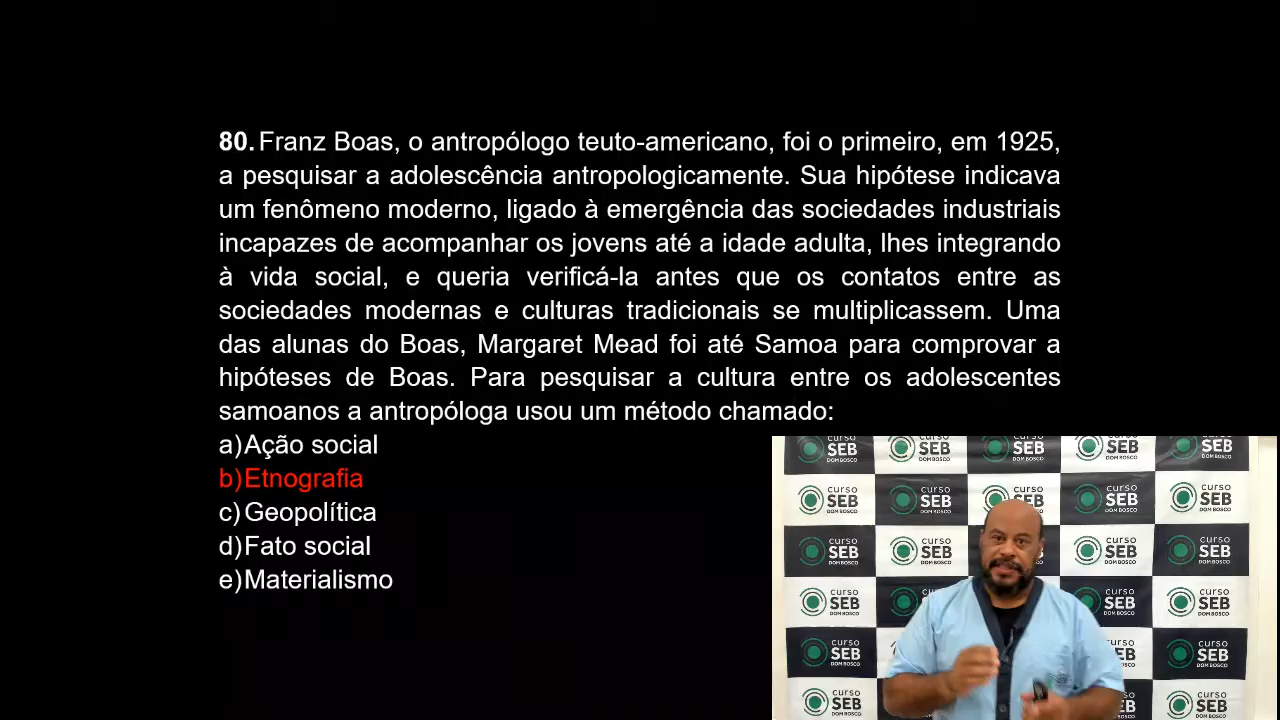 80. Franz Boas, o antropólogo teuto-americano, foi o primeiro, em 1925,
a pesquisar a adolescência antropologicamente. Sua hipótese indicava
um fenômeno moderno, ligado à emergência das sociedades industriais
incapazes de acompanhar os jovens até a idade adulta, lhes integrando
à vida social, e queria verificá-la antes que os contatos entre as
sociedades modernas e culturas tradicionais se multiplicassem. Uma
das alunas do Boas, Margaret Mead foi até Samoa para comprovar a
hipóteses de Boas. Para pesquisar a cultura entre os adolescentes
samoanos a antropóloga usou um método chamado:
a) Ação social
b) Etnografia
c) Geopolítica
d) Fato social
e) Materialismo
curso
SEB
DOM BOSCO